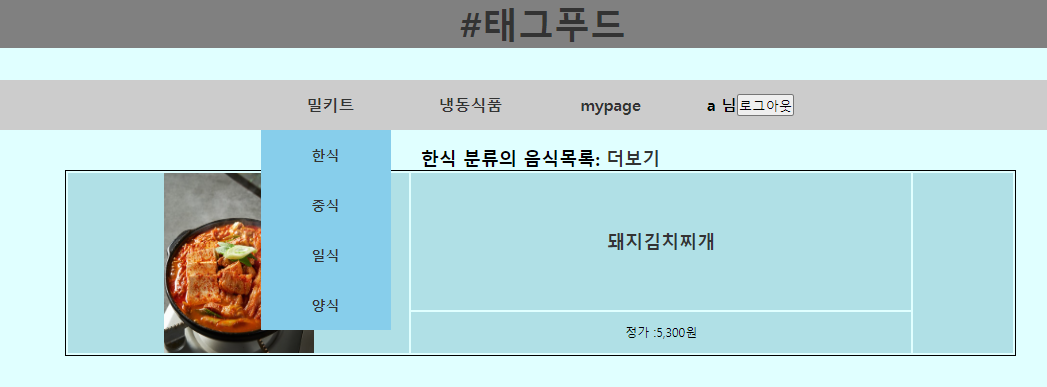 #태그푸드
밀키트 냉동식품 mypage a 님 로그아웃
한식
중식
일식
양식
한식 분류의 음식목록: 더보기
돼지김치찌개
정가 :5,300원